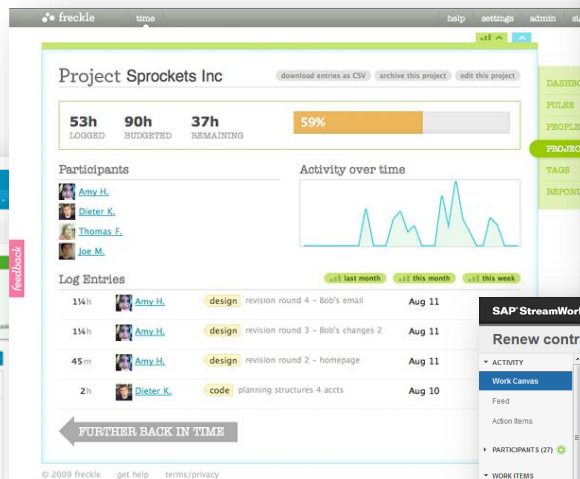 freckle time help settings admin
Project Sprockets Inc
download entries as CSV archive this project edit this project
53h 90h 37h 59%
LOGGED BUDGETED REMAINING
PULSE
PEOPLE
TAGS
Participants
Amy H.
Dieter K.
Thomas F.
Joe M.
Activity over time
feedback
Log Entries last month this month this week
1¼h Amy H. design revision round 4 – Bob's email Aug 11
1¼h Amy H. design revision round 3 – Bob's changes 2 Aug 11
45m Amy H. design revision round 2 – homepage Aug 11
2h Dieter K. code planning structures 4 accts Aug 10
FURTHER BACK IN TIME
© 2009 freckle get help terms/privacy
SAP StreamWor
Renew contr
ACTIVITY
Work Canvas
Feed
Action Items
PARTICIPANTS (27)
WORK ITEMS